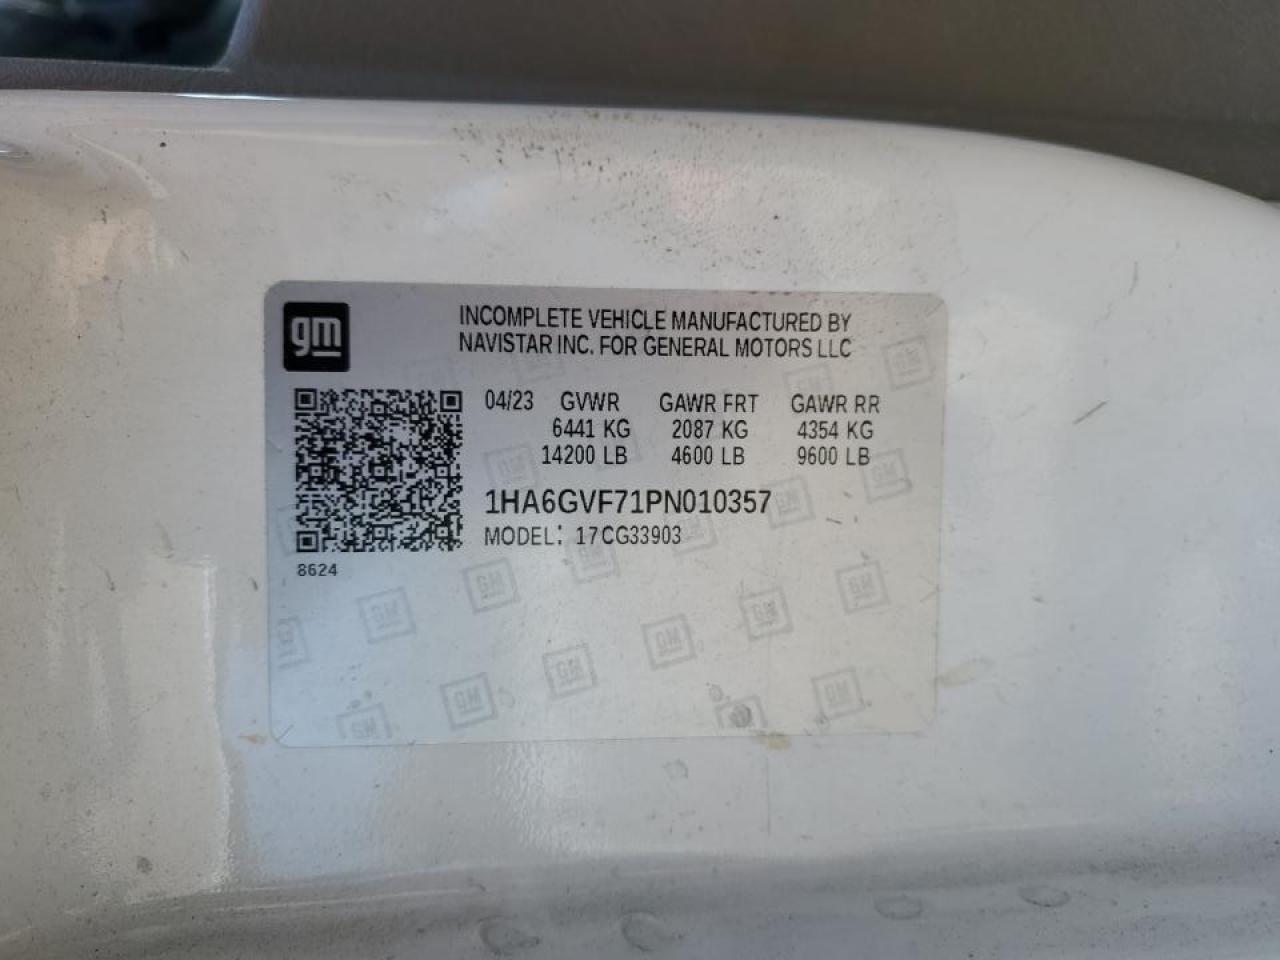 gm
INCOMPLETE VEHICLE MANUFACTURED BY
NAVISTAR INC. FOR GENERAL MOTORS LLC
04/23 GVWR GAWR FRT GAWR RR
6441 KG 2087 KG 4354 KG
14200 LB 4600 LB 9600 LB
1HA6GVF71PN010357
MODEL: 17CG33903
8624